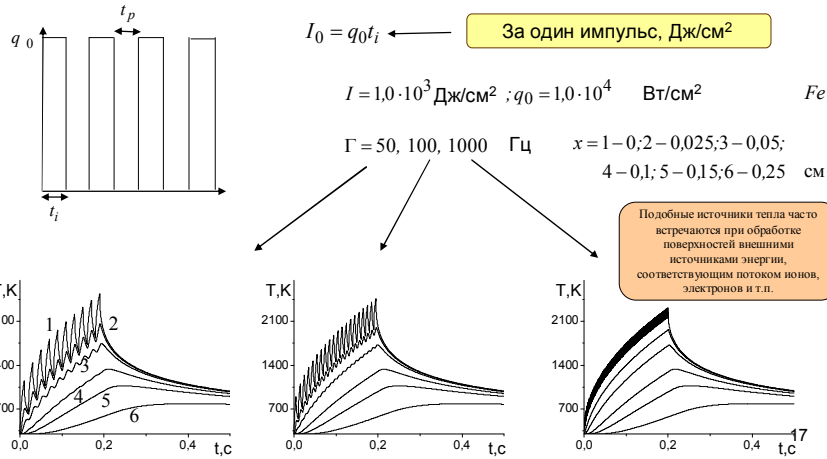 t_p
q_0
t_i
I_0 = q_0 t_i
За один импульс, Дж/см²
I = 1,0·10³ Дж/см² ; q_0 = 1,0·10⁴ Вт/см² Fe
Γ = 50, 100, 1000 Гц
x = 1 – 0; 2 – 0,025; 3 – 0,05;
4 – 0,1; 5 – 0,15; 6 – 0,25 см
Подобные источники тепла часто
встречаются при обработке
поверхностей внешними
источниками энергии,
соответствующим потоком ионов,
электронов и т.п.
T,K
1
2
3
4
5
6
700
0,0 0,2 0,4
t,c
T,K
2100
1400
700
0,0 0,2 0,4
t,c
T,K
2100
1400
700
0,0 0,2 0,4
t,c
17